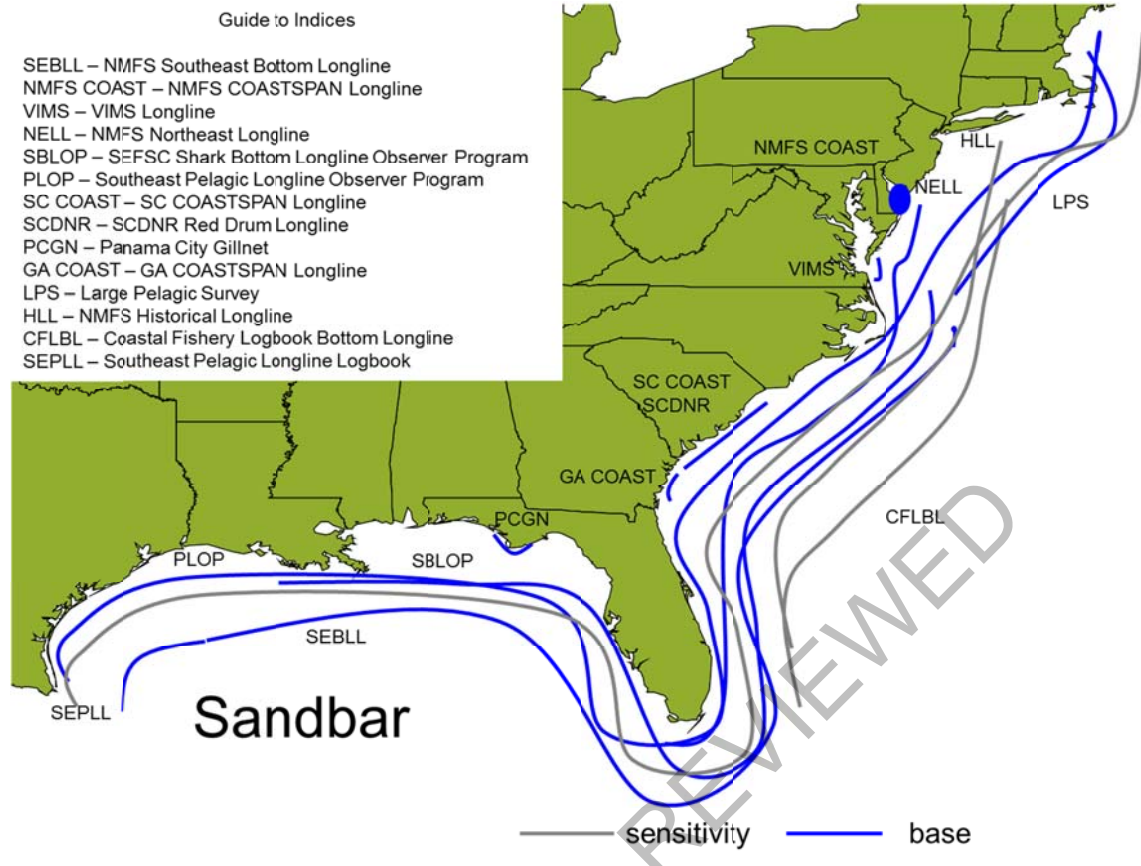 Guide to Indices
SEBLL – NMFS Southeast Bottom Longline
NMFS COAST – NMFS COASTSPAN Longline
VIMS – VIMS Longline
NELL – NMFS Northeast Longline
SBLOP – SEFSC Shark Bottom Longline Observer Program
PLOP – Southeast Pelagic Longline Observer Program
SC COAST – SC COASTSPAN Longline
SCDNR – SCDNR Red Drum Longline
PCGN – Panama City Gillnet
GA COAST – GA COASTSPAN Longline
LPS – Large Pelagic Survey
HLL – NMFS Historical Longline
CFLBL – Coastal Fishery Logbook Bottom Longline
SEPLL – Southeast Pelagic Longline Logbook
HLL
NMFS COAST
NELL
LPS
VIMS
SC COAST
SCDNR
GA COAST
CFLBL
PCGN
PLOP
SBLOP
SEBLL
SEPLL
Sandbar
REVIEWED
sensitivity
base